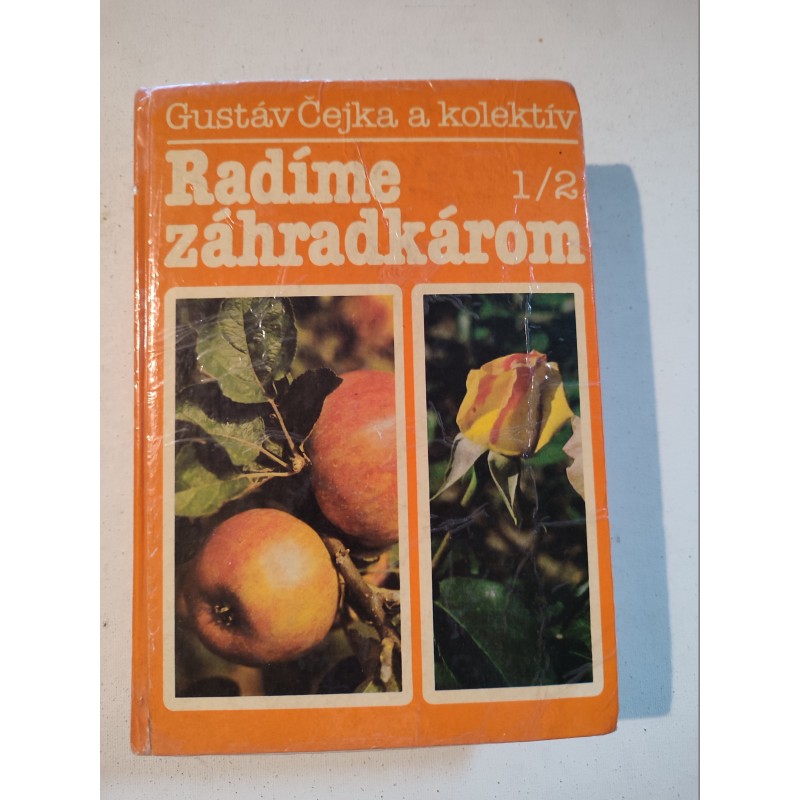 Gustáv Čejka a kolektív
Radíme 1/2
záhradkárom